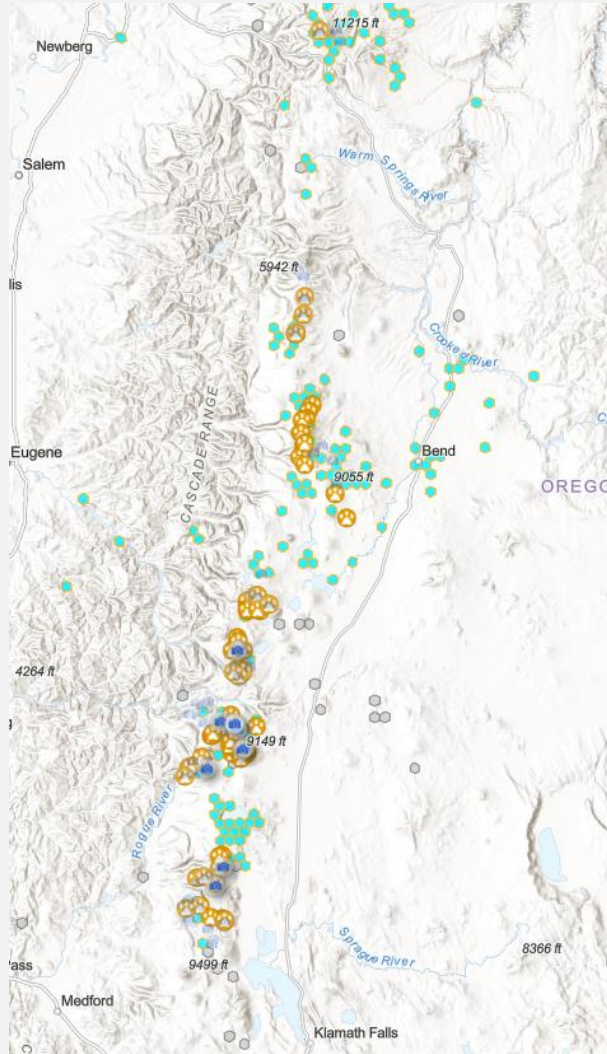 11215 ft
Newberg
Salem
Warm Springs River
5942 ft
lis
Crooked River
CASCADE RANGE
Eugene
Bend
9055 ft
OREGO
4264 ft
9149 ft
Rogue River
Sprague River
8366 ft
Pass
9499 ft
Medford
Klamath Falls